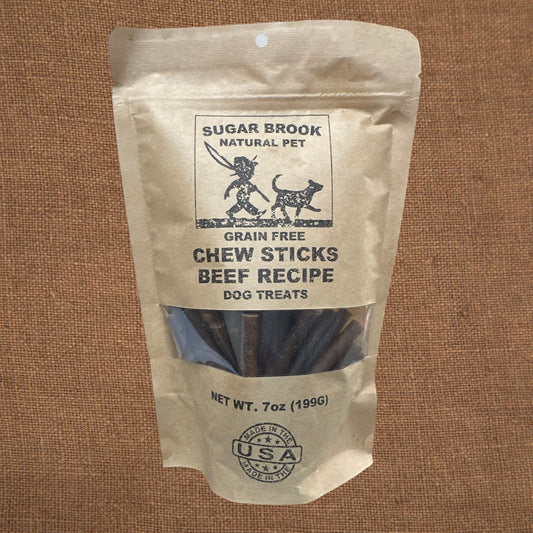 SUGAR BROOK
NATURAL PET
GRAIN FREE
CHEW STICKS
BEEF RECIPE
DOG TREATS
NET WT. 7oz (199G)
MADE IN THE
USA
MADE IN THE